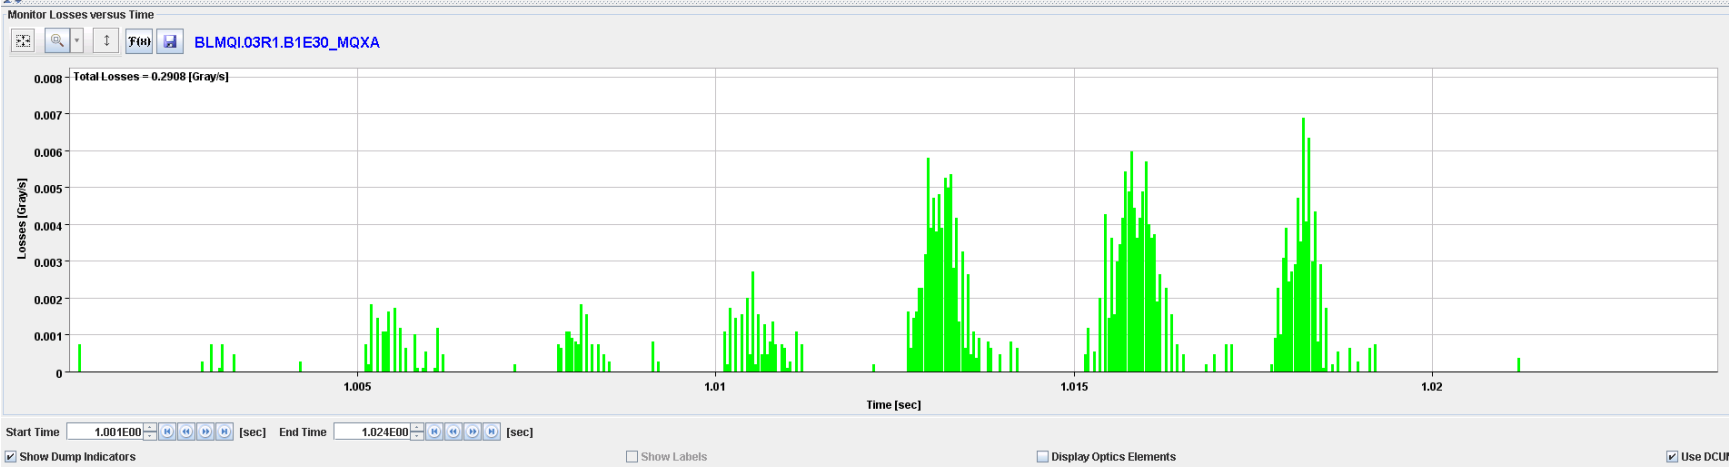 Monitor Losses versus Time
F(x) BLMQI.03R1.B1E30_MQXA
Total Losses = 0.2908 [Gray/s]
0.008
0.007
0.006
0.005
0.004
0.003
0.002
0.001
0
Losses [Gray/s]
1.005 1.01 1.015 1.02
Time [sec]
Start Time 1.001E00 [sec] End Time 1.024E00 [sec]
Show Dump Indicators Show Labels Display Optics Elements Use DCU